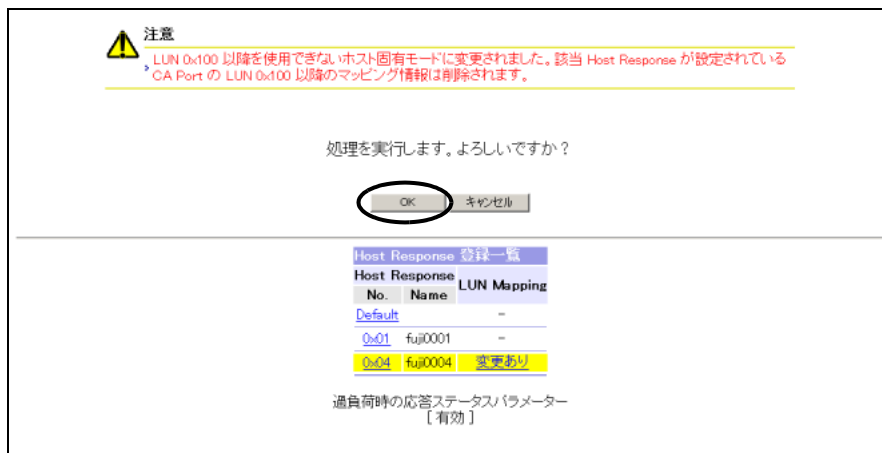 注意
LUN 0x100 以降を使用できないホスト固有モードに変更されました。該当 Host Response が設定されている
CA Port の LUN 0x100 以降のマッピング情報は削除されます。
処理を実行します。よろしいですか？
OK キャンセル
Host Response 登録一覧
Host Response LUN Mapping
No. Name
Default -
0x01 fuji0001 -
0x04 fuji0004 変更あり
過負荷時の応答ステータスパラメーター
[ 有効 ]